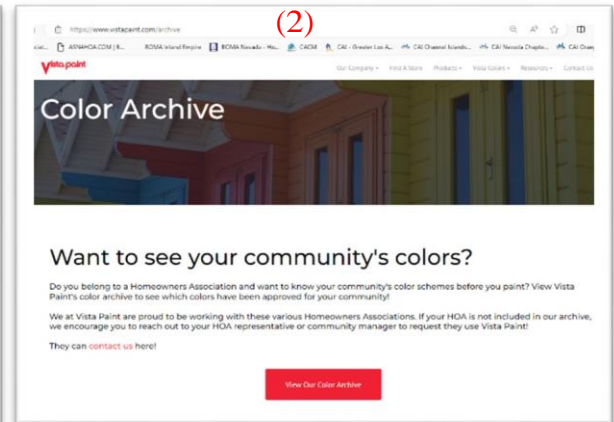 (2)
https://www.vistapaint.com/archive
ASNHOA.COM | R... BOMA Inland Empire BOMA Nevada - Ho... CACM CAI - Greater Los A... CAI Channel Islands... CAI Nevada Chapte...
vista paint
Our Company Find A Store Products Vista Colors Resources Contact Us
Color Archive
Want to see your community's colors?
Do you belong to a Homeowners Association and want to know your community's color schemes before you paint? View Vista
Paint's color archive to see which colors have been approved for your community!
We at Vista Paint are proud to be working with these various Homeowners Associations. If your HOA is not included in our archive,
we encourage you to reach out to your HOA representative or community manager to request they use Vista Paint!
They can contact us here!
View Our Color Archive